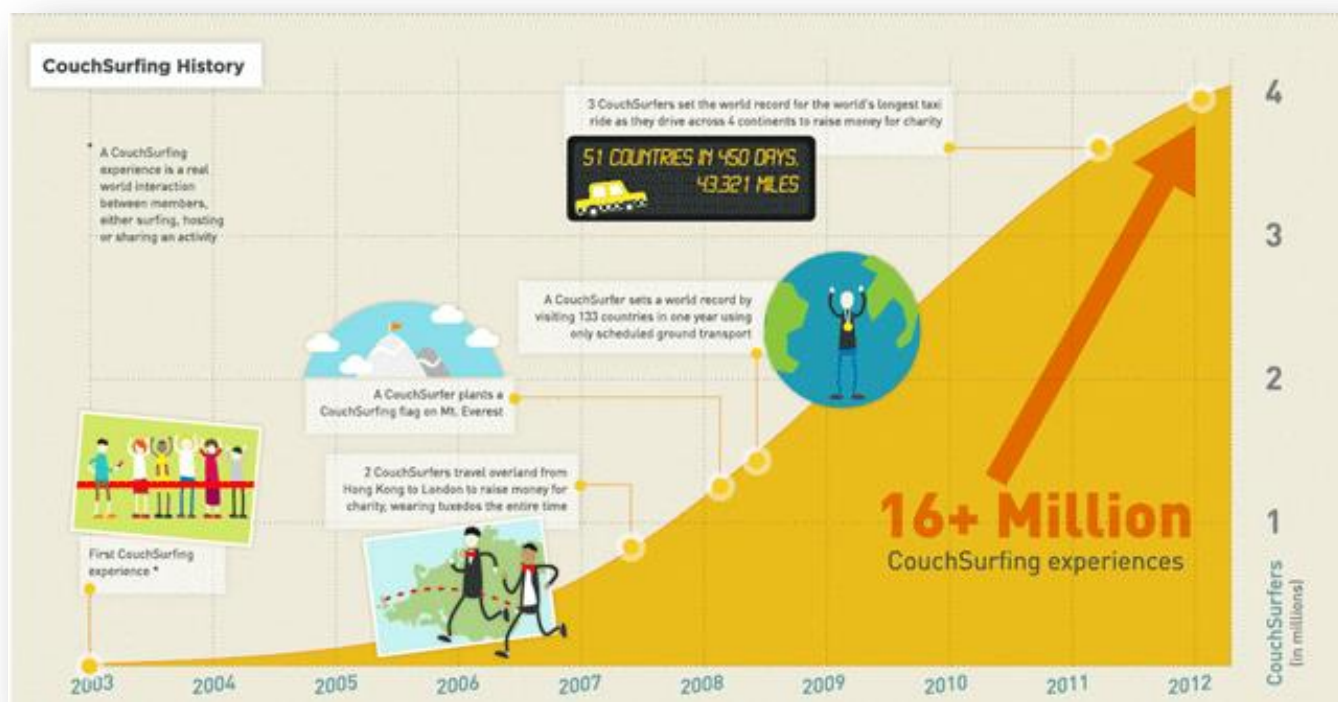 CouchSurfing History
* A CouchSurfing
experience is a real
world interaction
between members,
either surfing, hosting
or sharing an activity
3 CouchSurfers set the world record for the world's longest taxi
ride as they drive across 4 continents to raise money for charity
51 COUNTRIES IN 450 DAYS.
43.321 MILES
A CouchSurfer sets a world record by
visiting 133 countries in one year using
only scheduled ground transport
A CouchSurfer plants a
CouchSurfing flag on Mt. Everest
2 CouchSurfers travel overland from
Hong Kong to London to raise money for
charity, wearing tuxedos the entire time
First CouchSurfing
experience *
16+ Million
CouchSurfing experiences
4
3
2
1
CouchSurfers
(in millions)
2003 2004 2005 2006 2007 2008 2009 2010 2011 2012